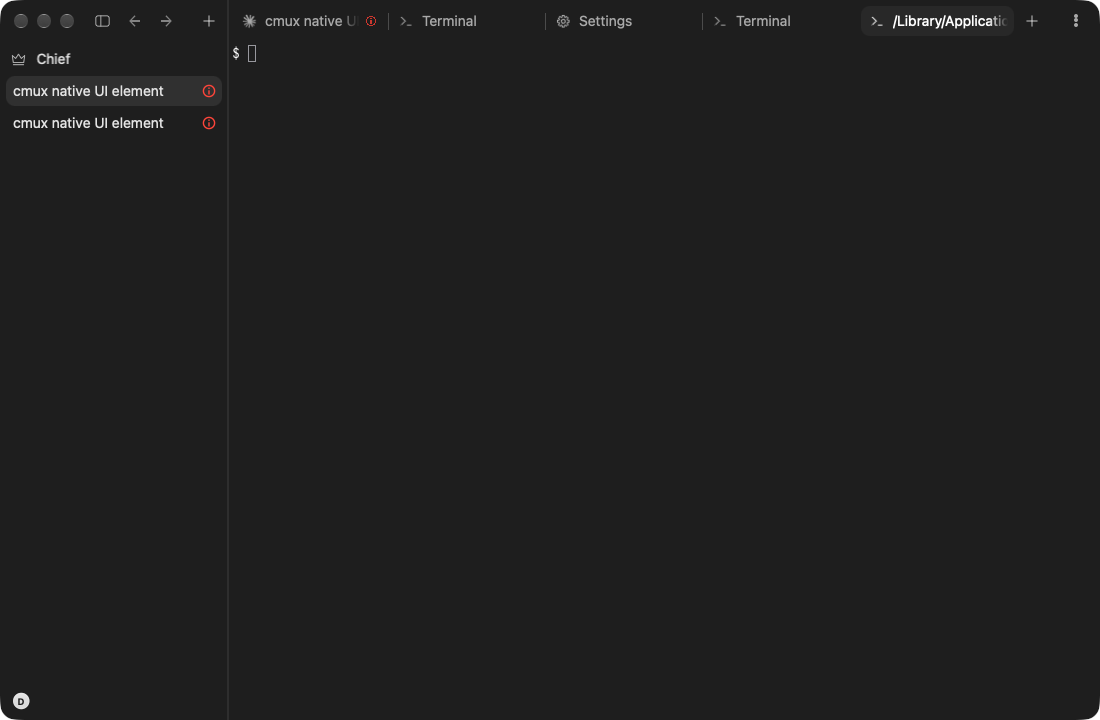 cmux native U
Terminal
Settings
Terminal
/Library/Applicatio
Chief
cmux native UI element
cmux native UI element
$
D